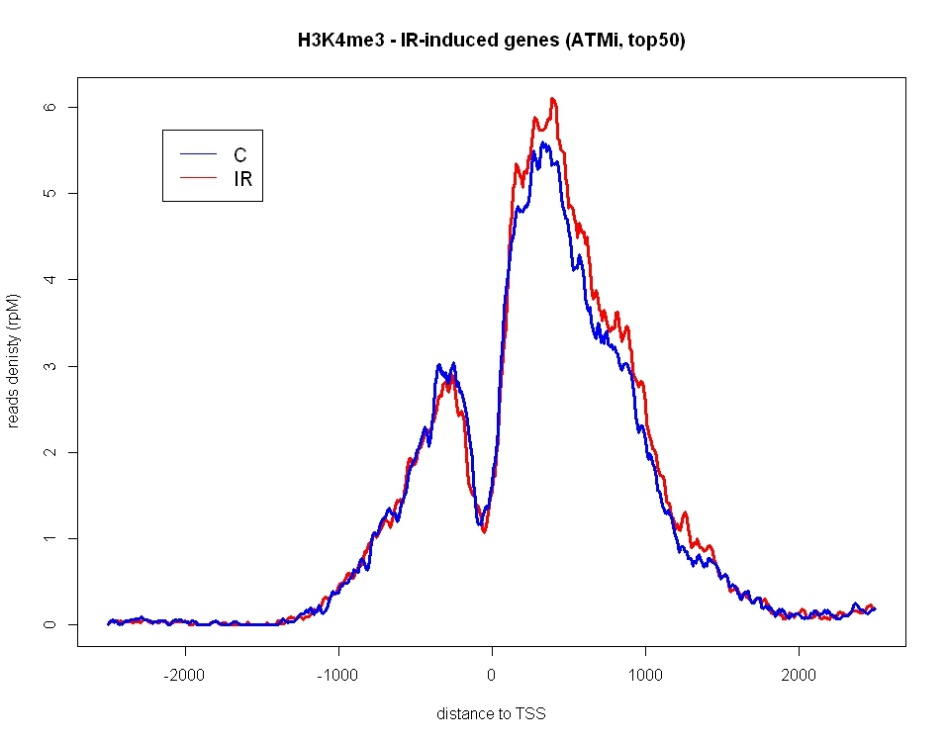 H3K4me3 - IR-induced genes (ATMi, top50)
C
IR
6
5
4
3
2
1
0
reads denisty (rpM)
-2000
-1000
0
1000
2000
distance to TSS